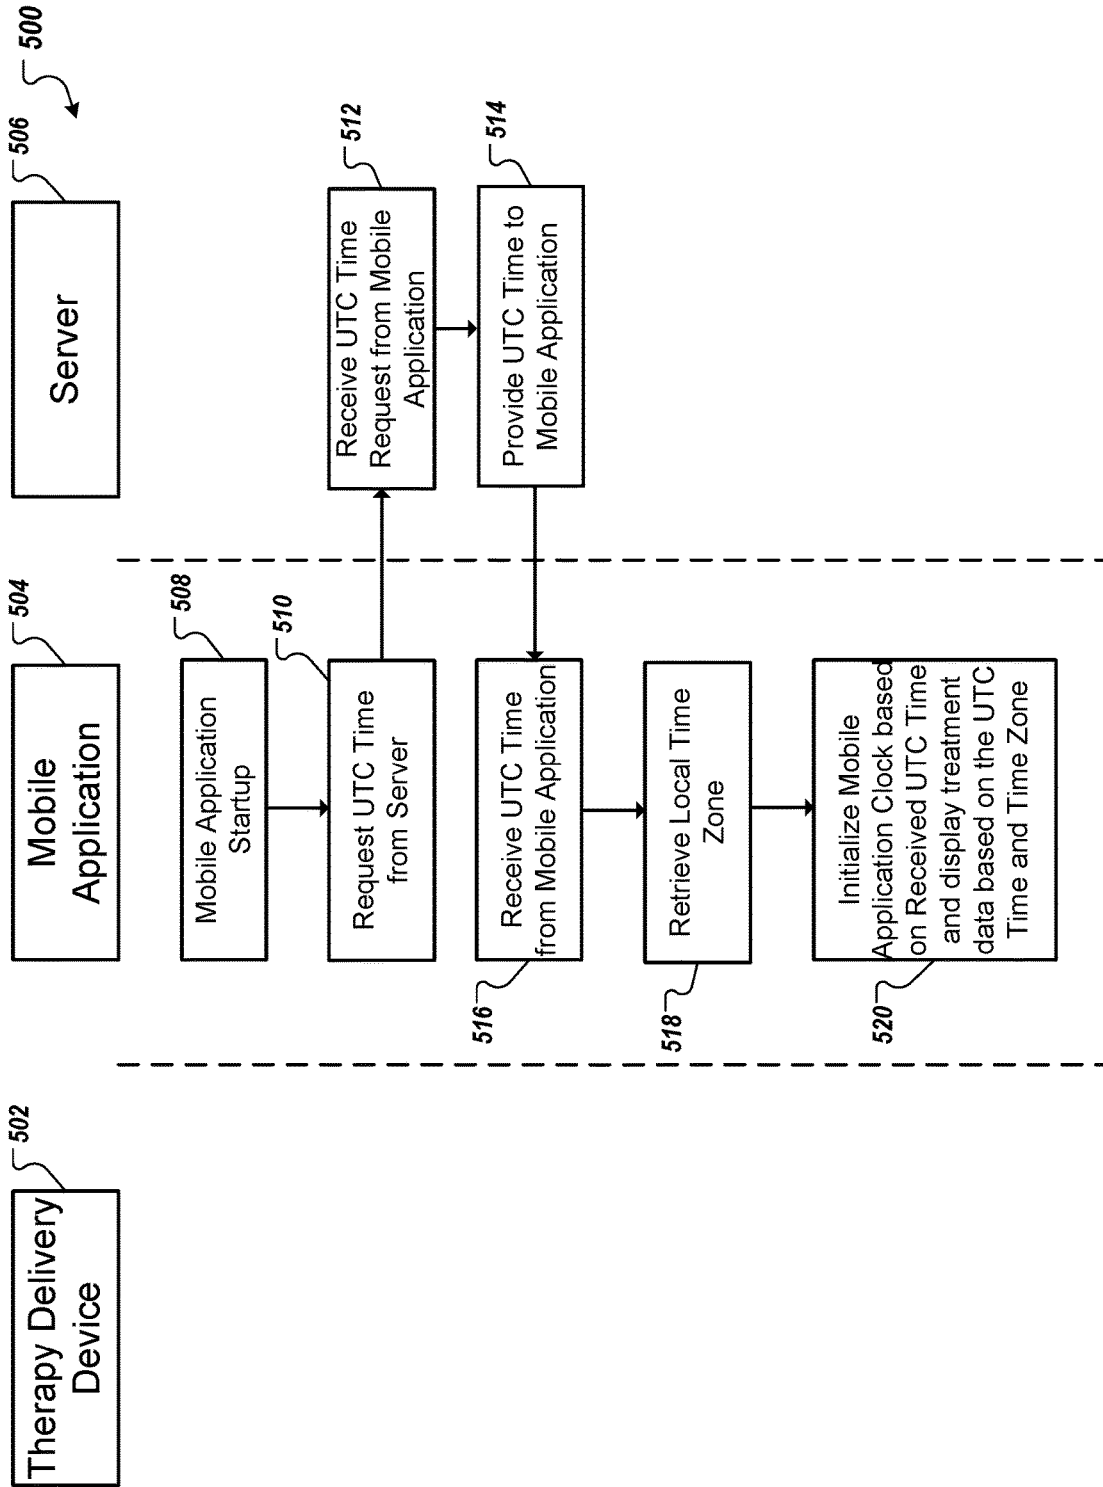 500
Therapy Delivery
Device
502
Mobile
Application
504
Server
506
Mobile Application
Startup
508
Request UTC Time
from Server
510
Receive UTC Time
Request from Mobile
Application
512
Provide UTC Time to
Mobile Application
514
Receive UTC Time
from Mobile Application
516
Retrieve Local Time
Zone
518
Initialize Mobile
Application Clock based
on Received UTC Time
and display treatment
data based on the UTC
Time and Time Zone
520